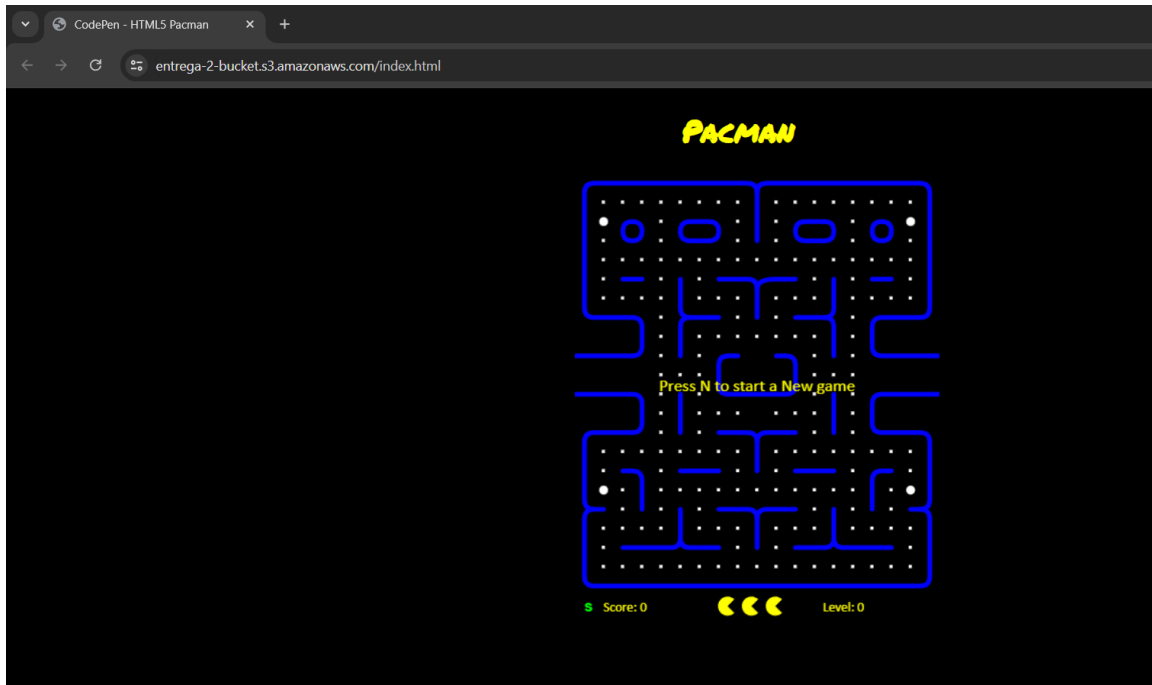 CodePen - HTML5 Pacman
entrega-2-bucket.s3.amazonaws.com/index.html
Pacman
Press N to start a New game
S Score: 0 Level: 0